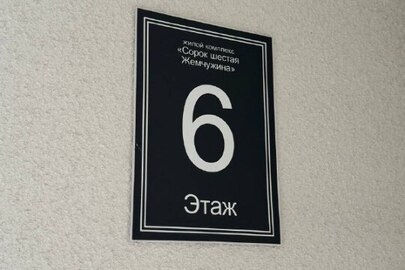 жилой комплекс
«Сорок шестая
Жемчужина»
6
Этаж